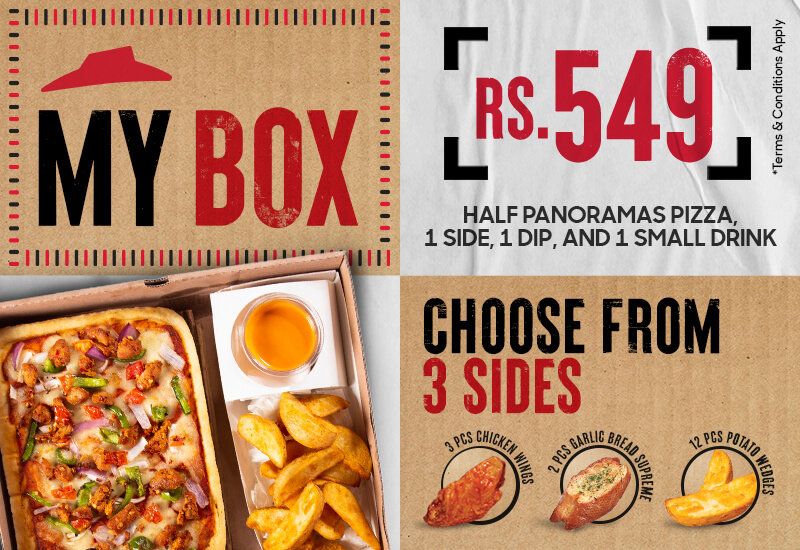 MY BOX
RS.549
*Terms & Conditions Apply
HALF PANORAMAS PIZZA,
1 SIDE, 1 DIP, AND 1 SMALL DRINK
CHOOSE FROM
3 SIDES
3 PCS CHICKEN WINGS
2 PCS GARLIC BREAD SUPREME
12 PCS POTATO WEDGES